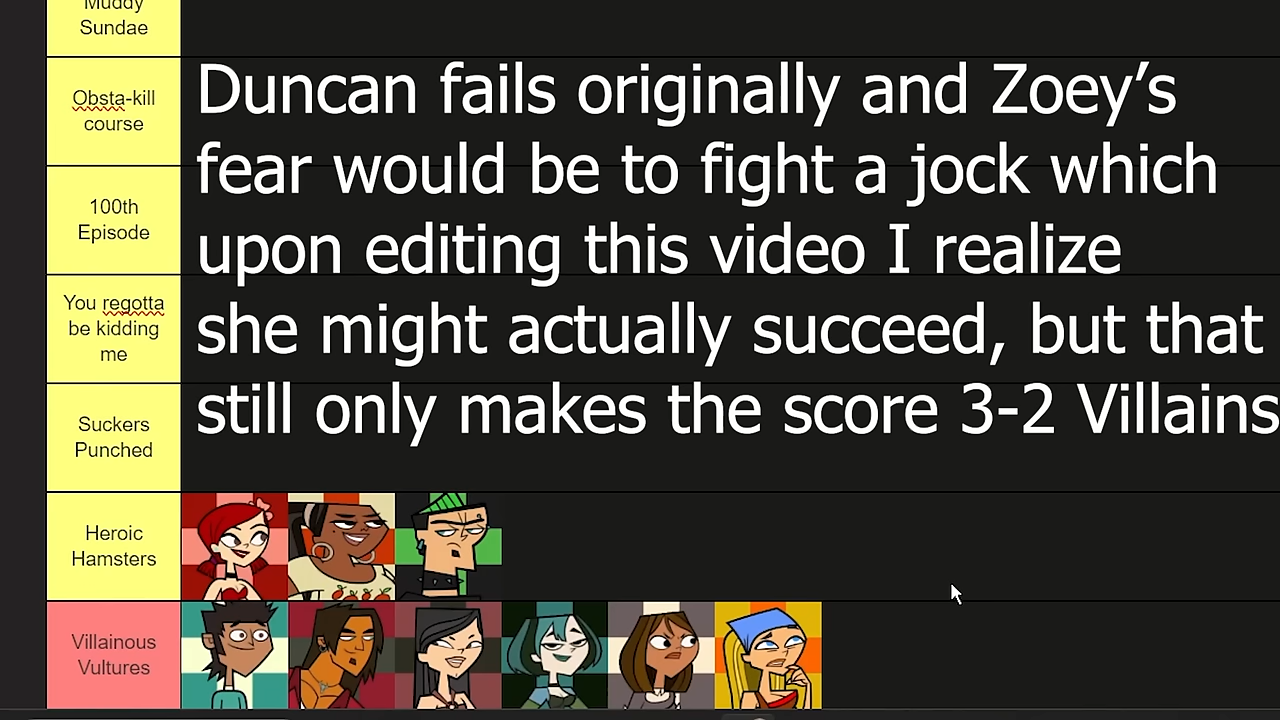 Muddy
Sundae
Obsta-kill
course
100th
Episode
You regotta
be kidding
me
Suckers
Punched
Heroic
Hamsters
Villainous
Vultures
Duncan fails originally and Zoey’s
fear would be to fight a jock which
upon editing this video I realize
she might actually succeed, but that
still only makes the score 3-2 Villains